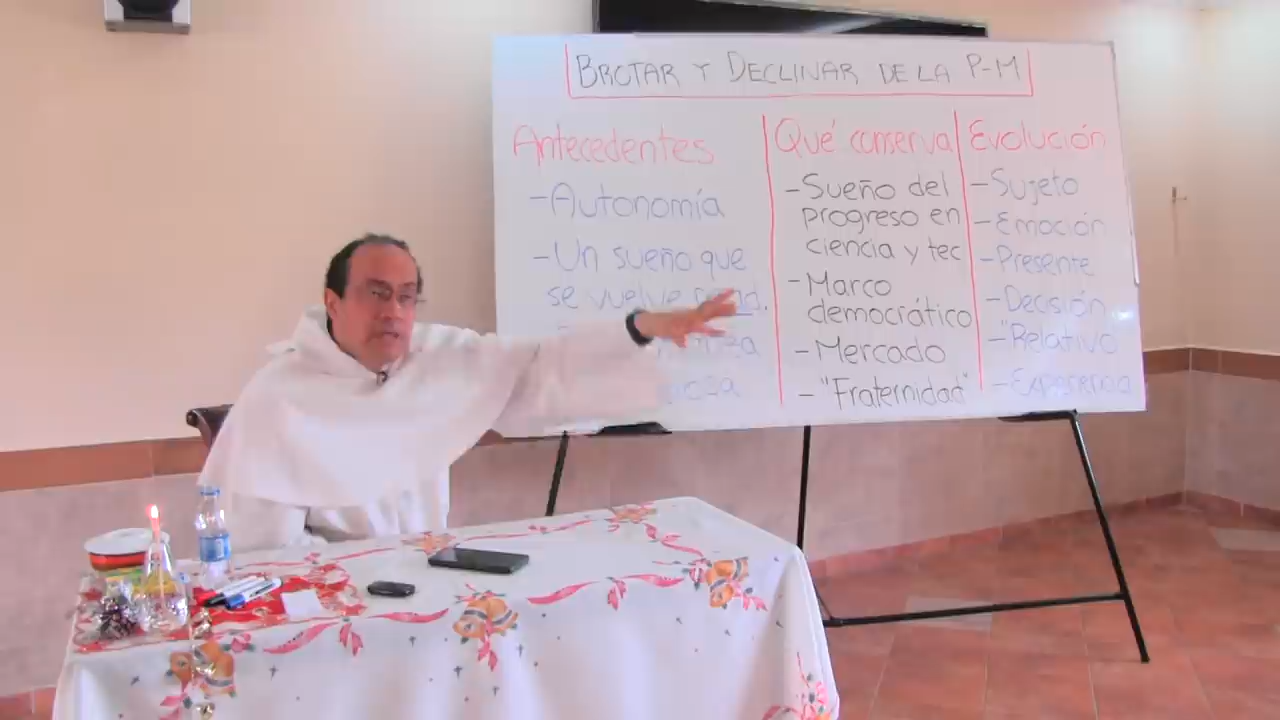 BROTAR Y DECLINAR DE LA P-M
Antecedentes
-Autonomía
-Un sueño que
se vuelve
Qué conserva
-Sueño del
progreso en
ciencia y tec
-Marco
democrático
-Mercado
-"Fraternidad"
Evolución
-Sujeto
-Emoción
-Presente
-Decisión
-"Relativo
-Experiencia